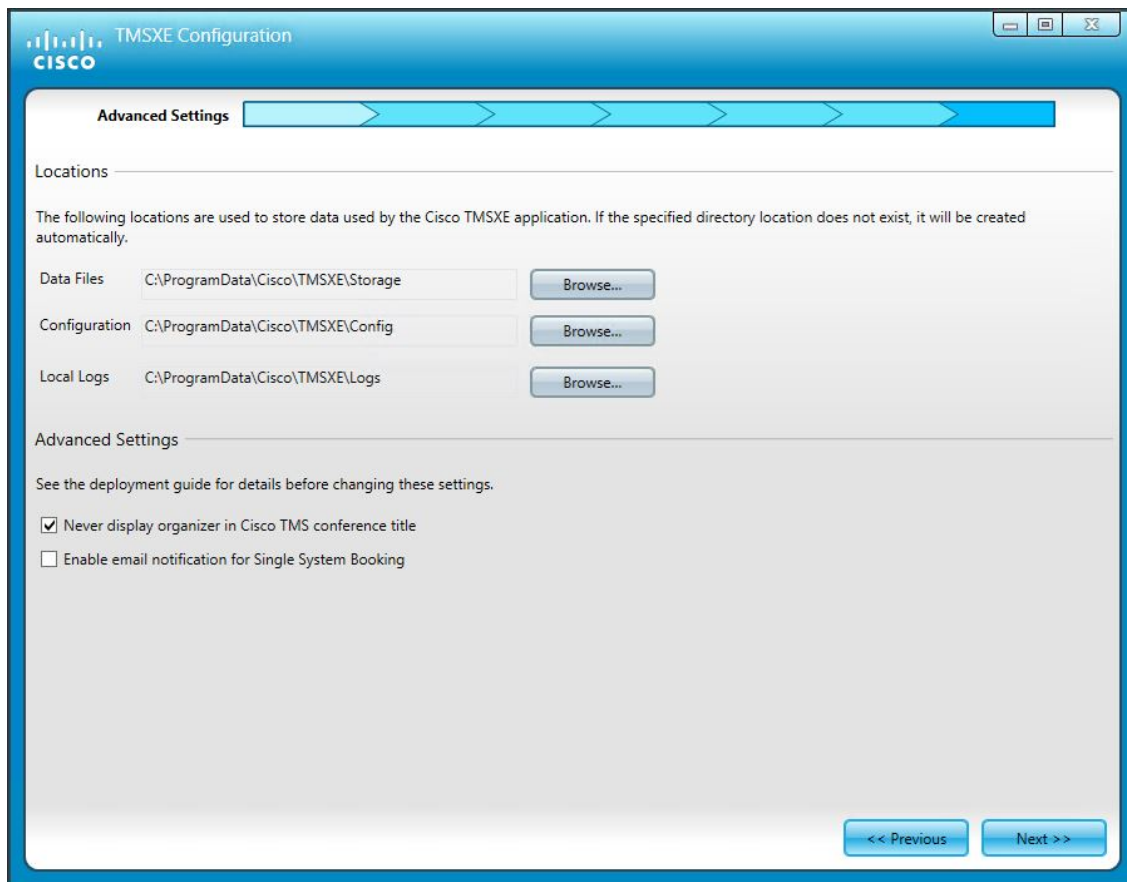 TMSXE Configuration
CISCO
Advanced Settings
Locations
The following locations are used to store data used by the Cisco TMSXE application. If the specified directory location does not exist, it will be created
automatically.
Data Files C:\ProgramData\Cisco\TMSXE\Storage Browse...
Configuration C:\ProgramData\Cisco\TMSXE\Config Browse...
Local Logs C:\ProgramData\Cisco\TMSXE\Logs Browse...
Advanced Settings
See the deployment guide for details before changing these settings.
Never display organizer in Cisco TMS conference title
Enable email notification for Single System Booking
<< Previous Next >>